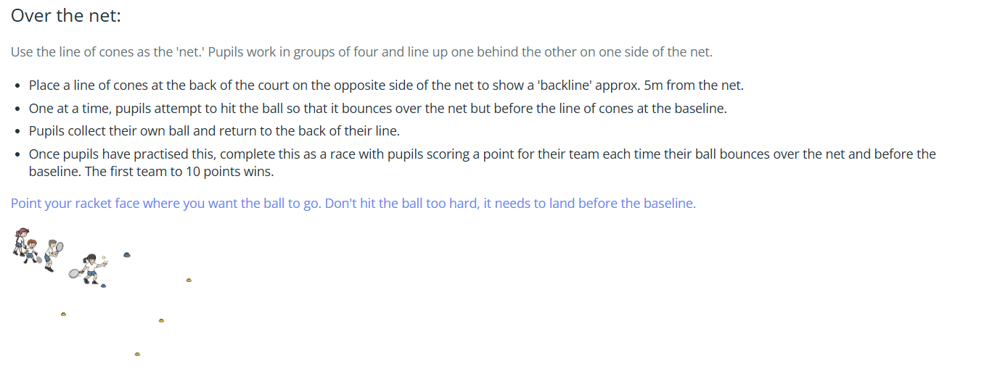 Over the net:
Use the line of cones as the 'net.' Pupils work in groups of four and line up one behind the other on one side of the net.
• Place a line of cones at the back of the court on the opposite side of the net to show a 'backline' approx. 5m from the net.
• One at a time, pupils attempt to hit the ball so that it bounces over the net but before the line of cones at the baseline.
• Pupils collect their own ball and return to the back of their line.
• Once pupils have practised this, complete this as a race with pupils scoring a point for their team each time their ball bounces over the net and before the
baseline. The first team to 10 points wins.
Point your racket face where you want the ball to go. Don't hit the ball too hard, it needs to land before the baseline.